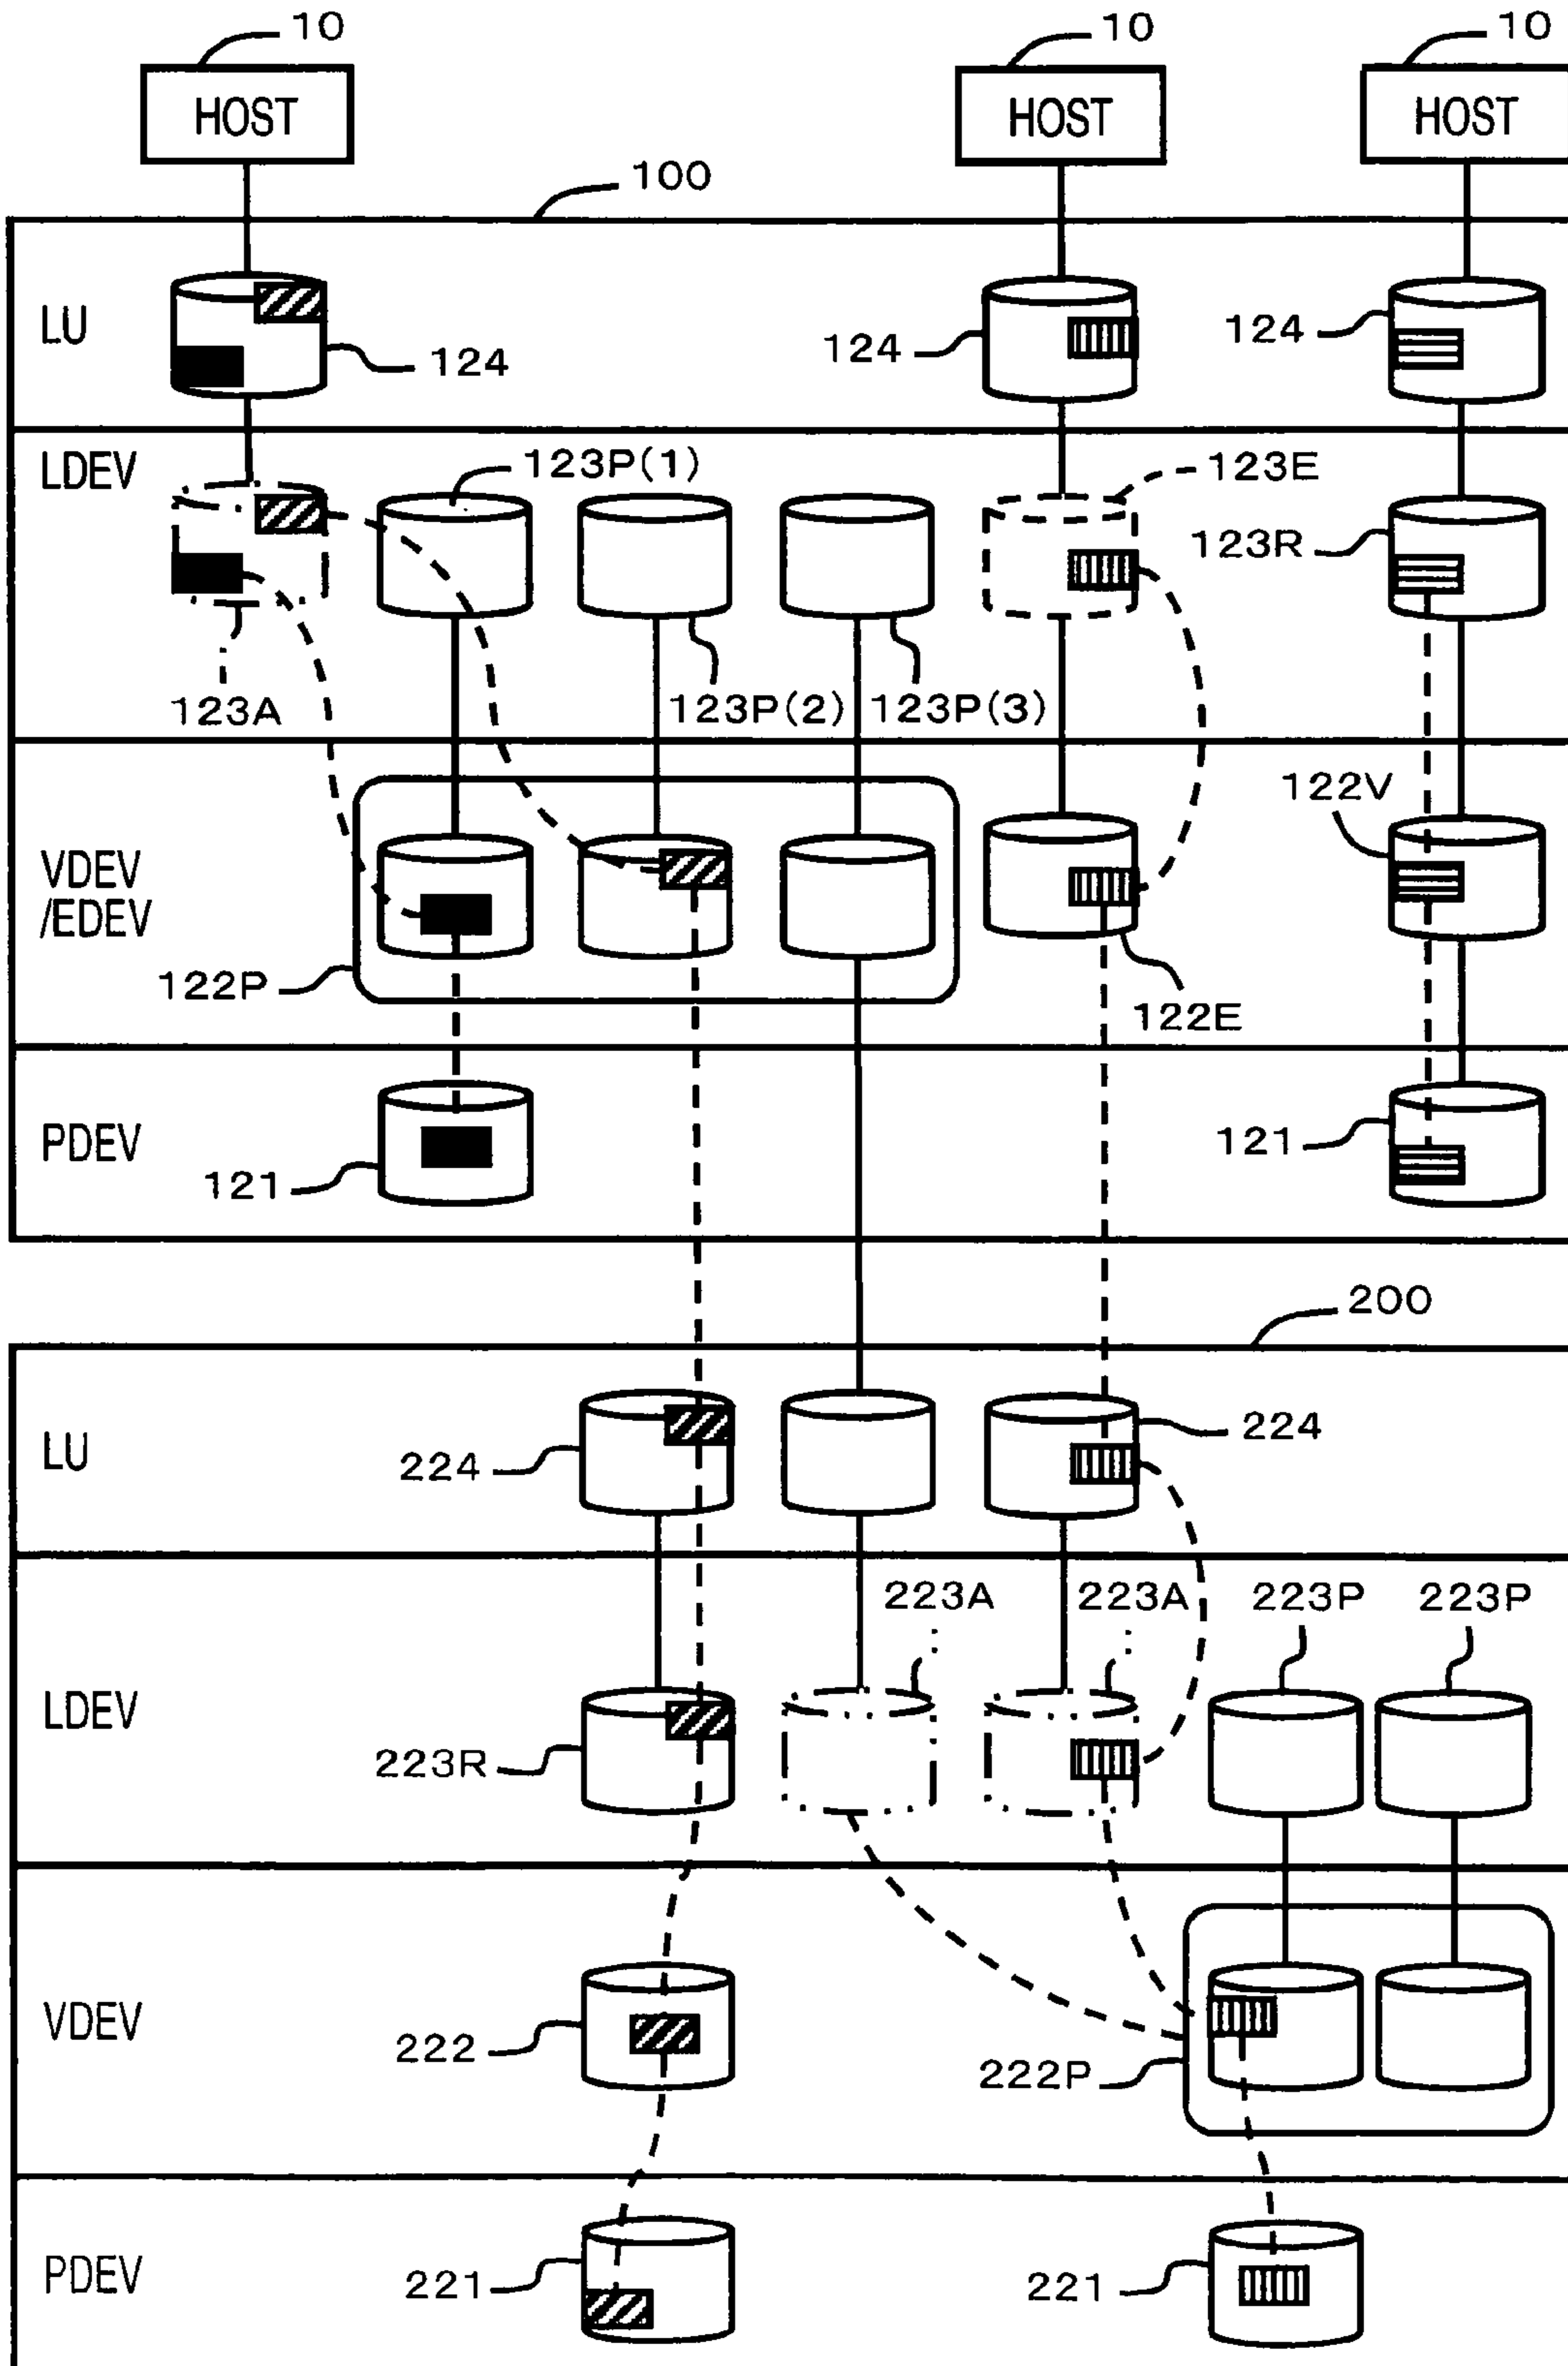 10 10 10
HOST HOST HOST
100
LU 124 124 124
LDEV 123P(1) 123E
123R
123A 123P(2) 123P(3)
122V
VDEV
/EDEV
122P 122E
PDEV 121 121
200
LU 224 224
223A 223A 223P 223P
LDEV
223R
VDEV 222
222P
PDEV 221 221